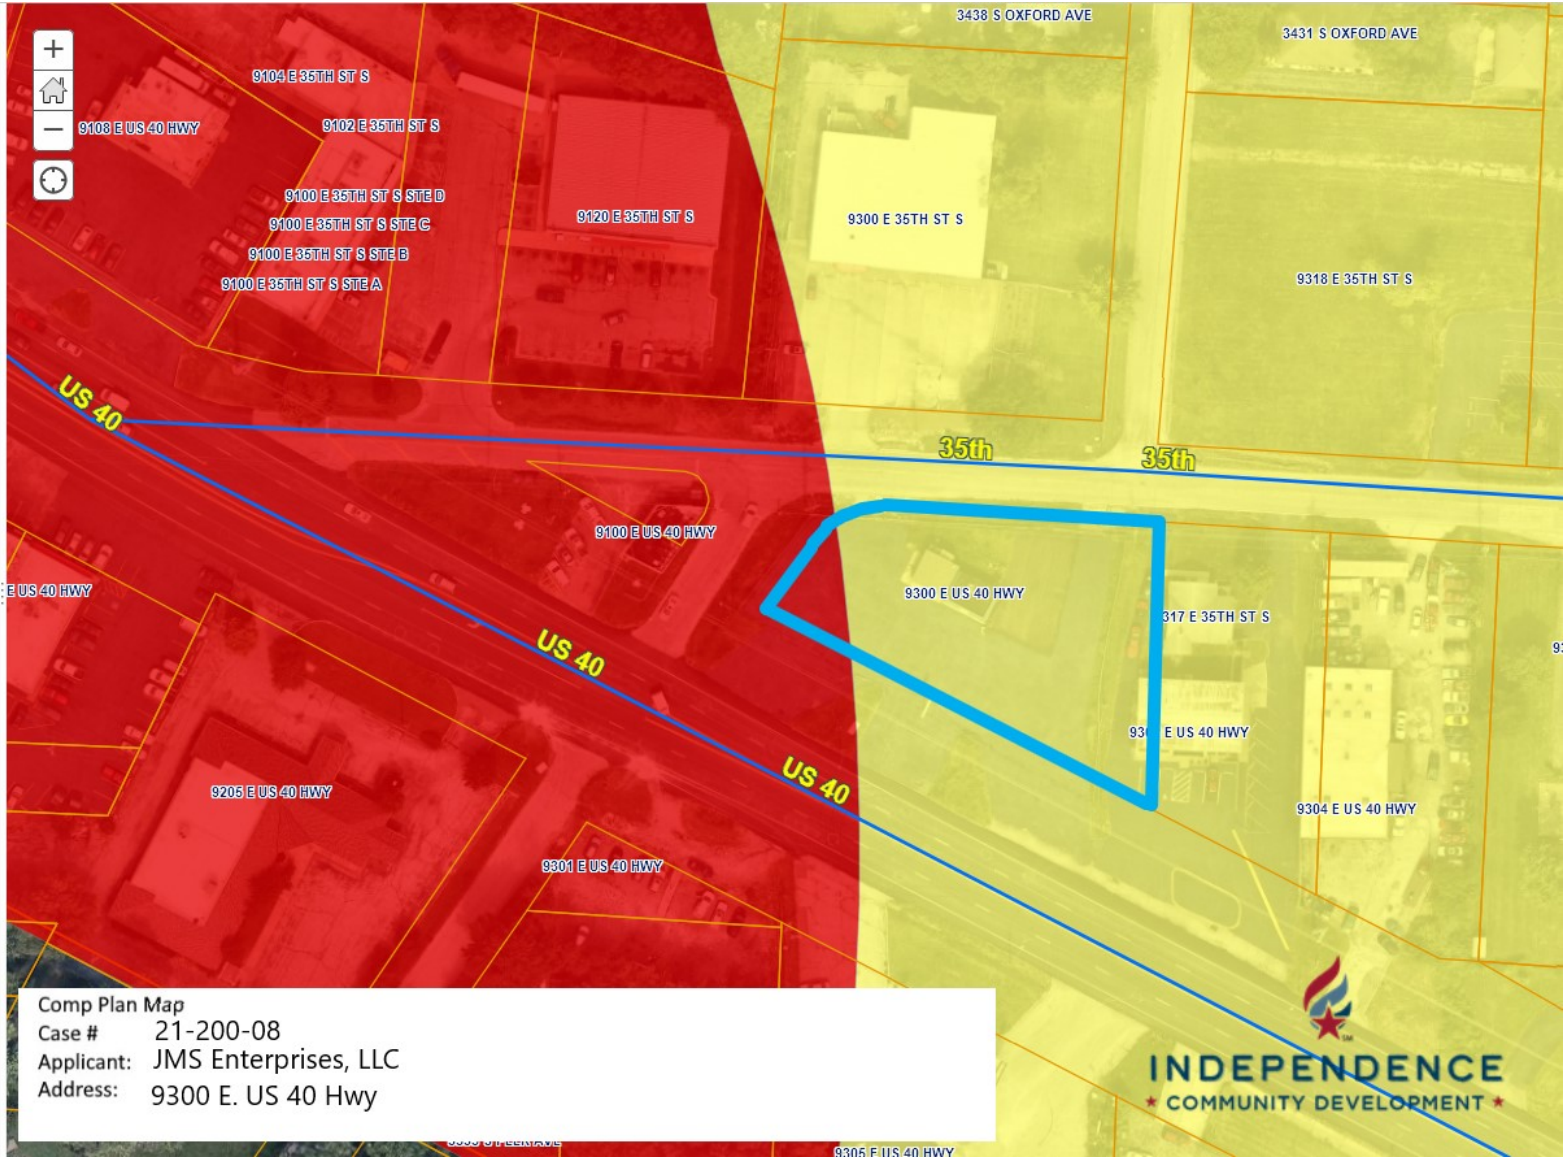 3438 S OXFORD AVE
3431 S OXFORD AVE
9104 E 35TH ST S
9108 E US 40 HWY
9102 E 35TH ST S
9100 E 35TH ST S STE D
9100 E 35TH ST S STE C
9100 E 35TH ST S STE B
9100 E 35TH ST S STE A
9120 E 35TH ST S
9300 E 35TH ST S
9318 E 35TH ST S
US 40
35th
35th
9100 E US 40 HWY
E US 40 HWY
9300 E US 40 HWY
317 E 35TH ST S
US 40
E US 40 HWY
US 40
9205 E US 40 HWY
9304 E US 40 HWY
9301 E US 40 HWY
Comp Plan Map
Case # 21-200-08
Applicant: JMS Enterprises, LLC
Address: 9300 E. US 40 Hwy
SM
INDEPENDENCE
★ COMMUNITY DEVELOPMENT ★
9305 E US 40 HWY